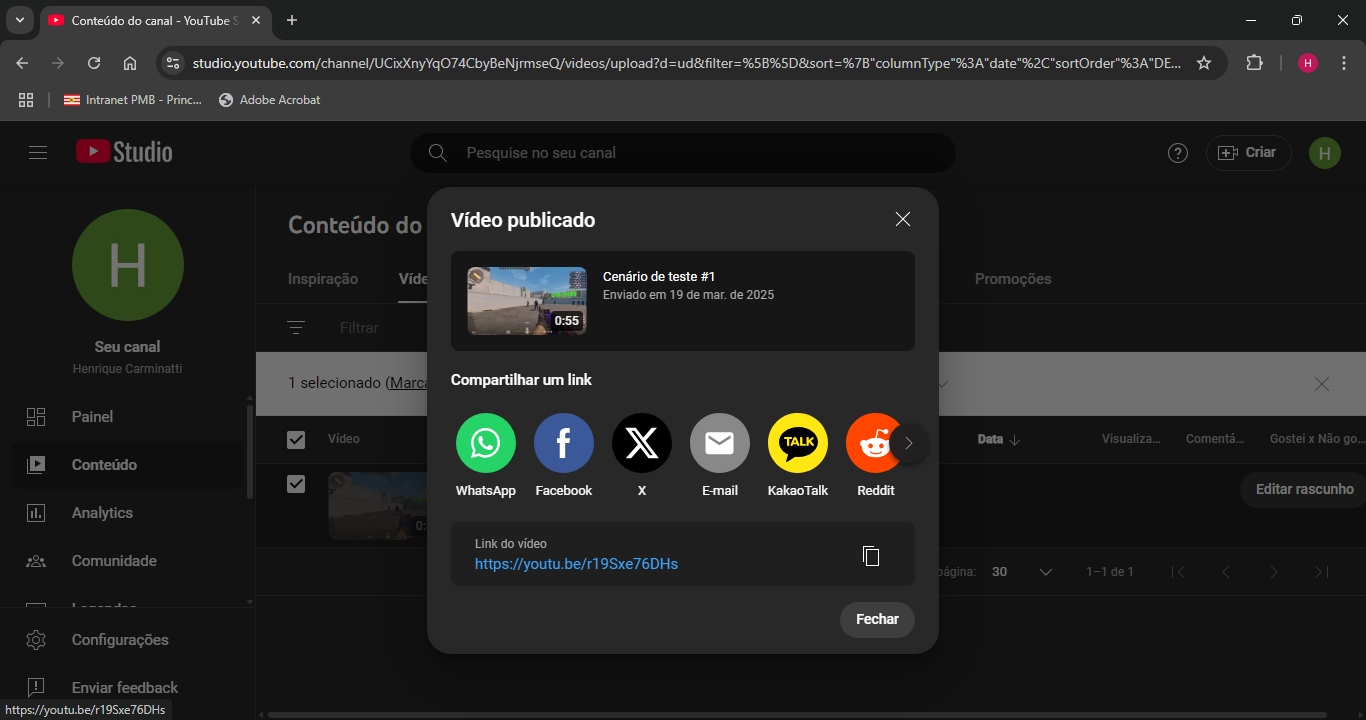 Conteúdo do canal - YouTube S
studio.youtube.com/channel/UCixXnyYqO74CbyBeNjrmseQ/videos/upload?d=ud&filter=%5B%5D&sort=%7B"columnType"%3A"date"%2C"sortOrder"%3A"DE...
H
Intranet PMB - Princ...
Adobe Acrobat
Studio
Pesquise no seu canal
Criar
H
H
Seu canal
Henrique Carminatti
Painel
Conteúdo
Analytics
Comunidade
Legendas
Configurações
Enviar feedback
https://youtu.be/r19Sxe76DHs
Conteúdo do
Inspiração
Víde
Promoções
Filtrar
1 selecionado (Marca
Vídeo
Data
Visualiza...
Comentá...
Gostei x Não go...
0:
Editar rascunho
página:
30
1–1 de 1
Vídeo publicado
Cenário de teste #1
Enviado em 19 de mar. de 2025
0:55
Compartilhar um link
TALK
WhatsApp
Facebook
X
E-mail
KakaoTalk
Reddit
Link do vídeo
https://youtu.be/r19Sxe76DHs
Fechar